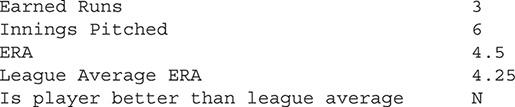 Earned Runs 3
Innings Pitched 6
ERA 4.5
League Average ERA 4.25
Is player better than league average N